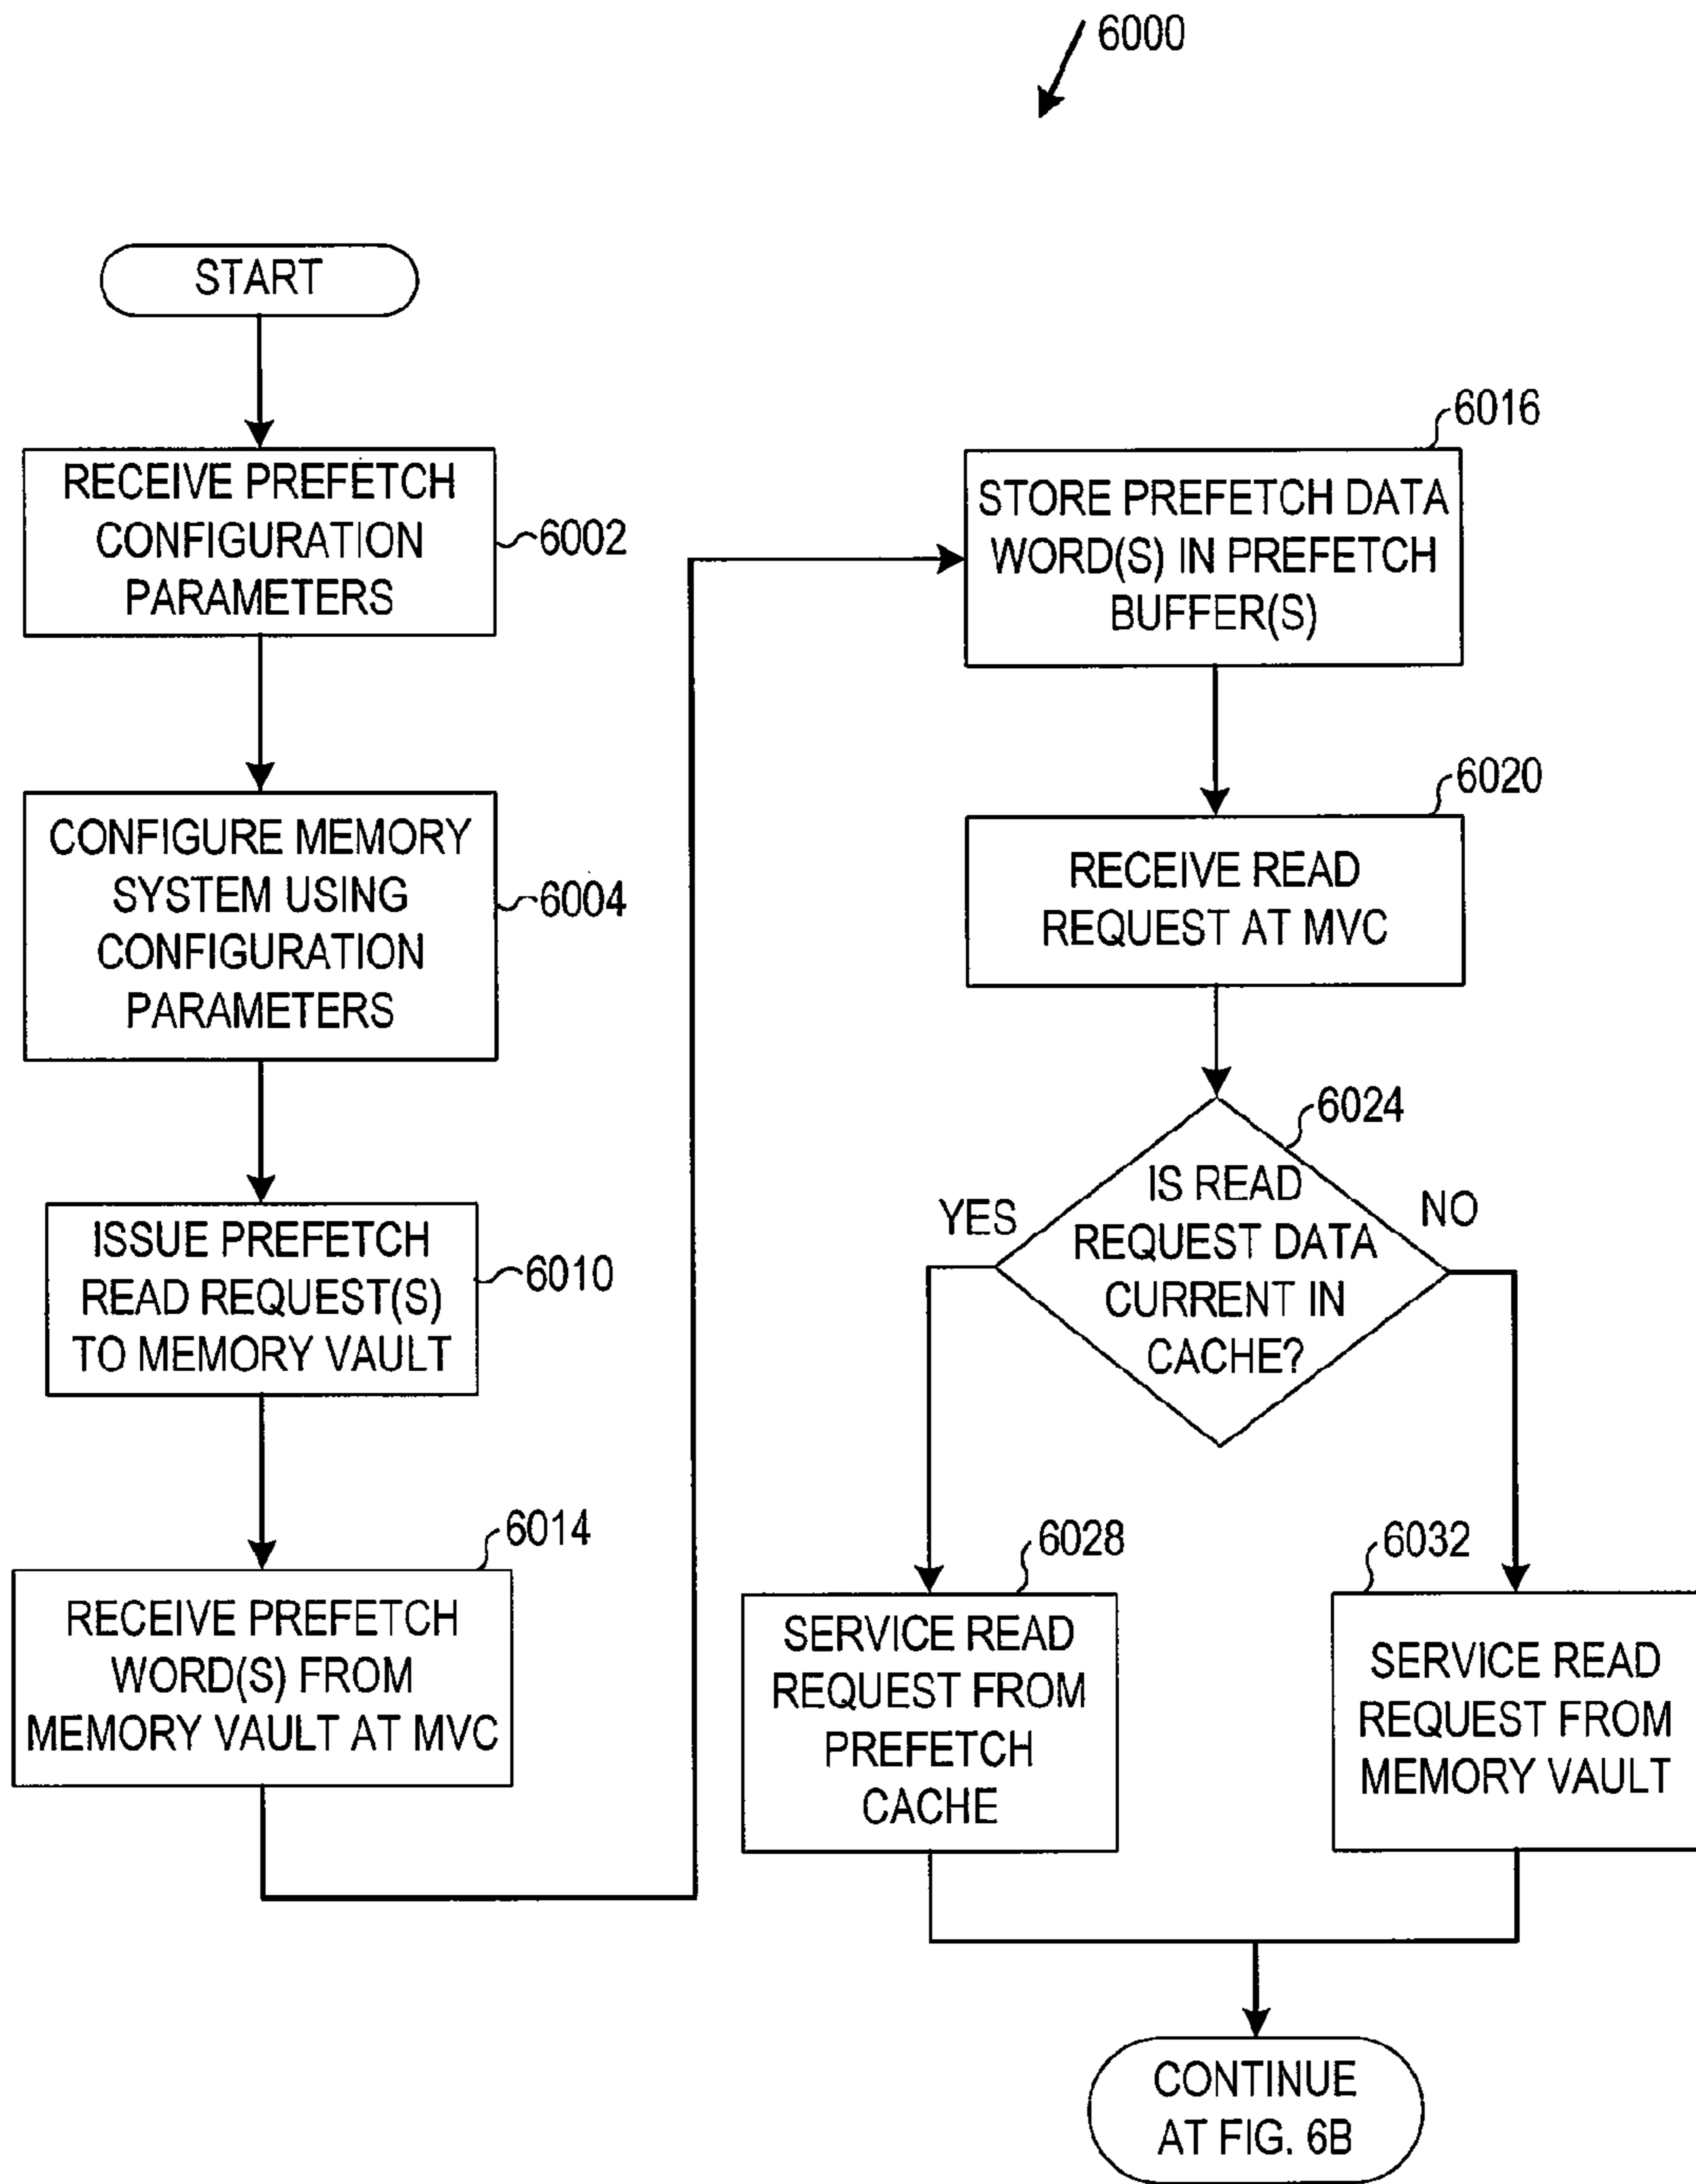 6000
START
RECEIVE PREFETCH
CONFIGURATION
PARAMETERS
6002
CONFIGURE MEMORY
SYSTEM USING
CONFIGURATION
PARAMETERS
6004
ISSUE PREFETCH
READ REQUEST(S)
TO MEMORY VAULT
6010
6014
RECEIVE PREFETCH
WORD(S) FROM
MEMORY VAULT AT MVC
6016
STORE PREFETCH DATA
WORD(S) IN PREFETCH
BUFFER(S)
6020
RECEIVE READ
REQUEST AT MVC
6024
IS READ
REQUEST DATA
CURRENT IN
CACHE?
YES
NO
6028
SERVICE READ
REQUEST FROM
PREFETCH
CACHE
6032
SERVICE READ
REQUEST FROM
MEMORY VAULT
CONTINUE
AT FIG. 6B